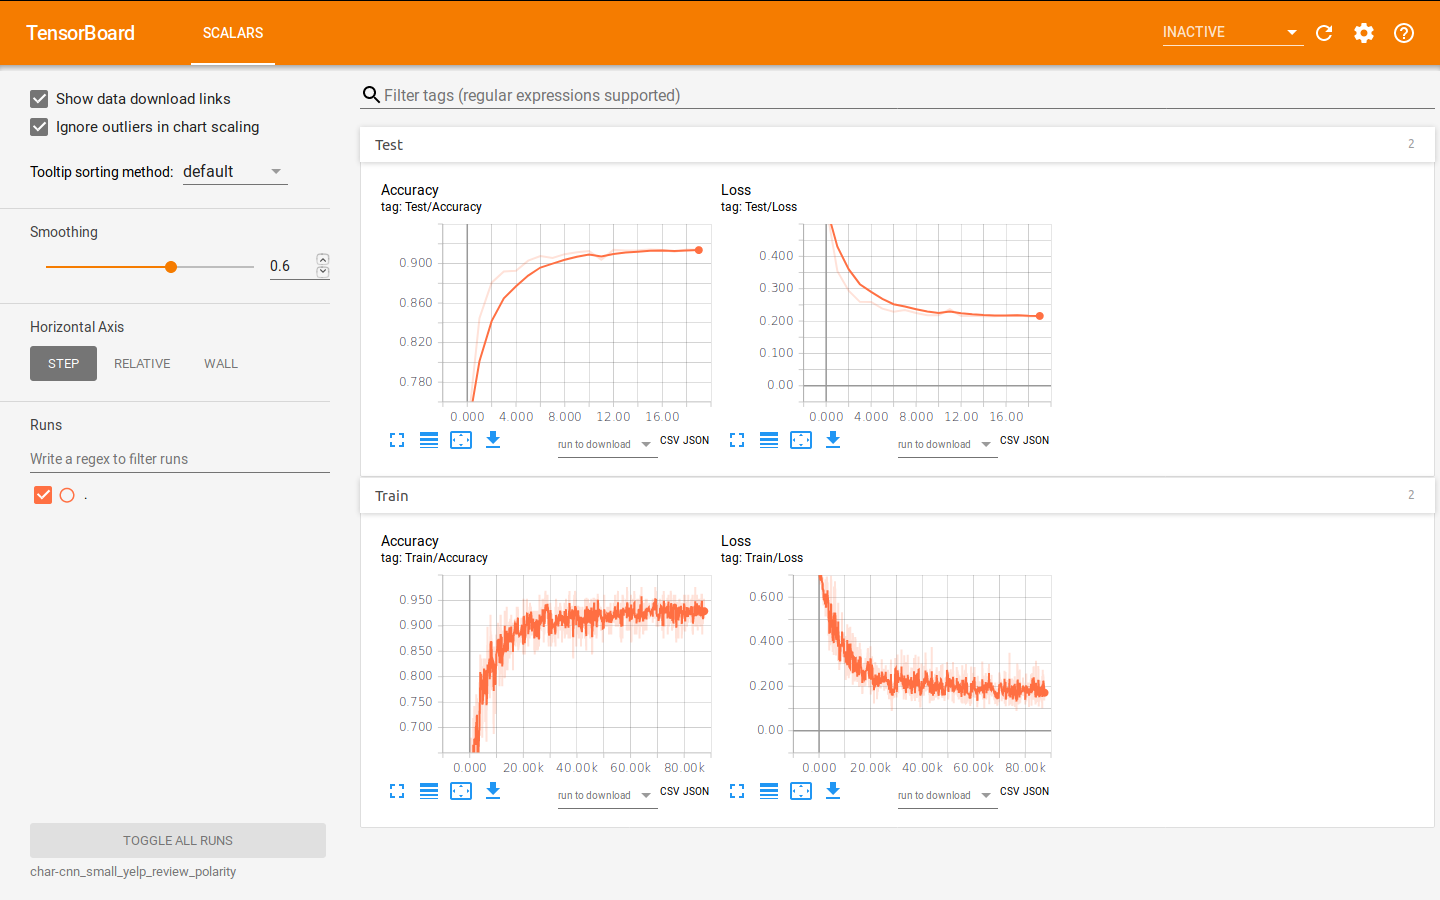 TensorBoard
SCALARS
INACTIVE
Show data download links
Ignore outliers in chart scaling
Tooltip sorting method: default
Smoothing
0.6
Horizontal Axis
STEP RELATIVE WALL
Runs
Write a regex to filter runs
.
TOGGLE ALL RUNS
char-cnn_small_yelp_review_polarity
Filter tags (regular expressions supported)
Test 2
Accuracy
tag: Test/Accuracy
0.900
0.860
0.820
0.780
0.000 4.000 8.000 12.00 16.00
run to download CSV JSON
Loss
tag: Test/Loss
0.400
0.300
0.200
0.100
0.00
0.000 4.000 8.000 12.00 16.00
run to download CSV JSON
Train 2
Accuracy
tag: Train/Accuracy
0.950
0.900
0.850
0.800
0.750
0.700
0.000 20.00k 40.00k 60.00k 80.00k
run to download CSV JSON
Loss
tag: Train/Loss
0.600
0.400
0.200
0.00
0.000 20.00k 40.00k 60.00k 80.00k
run to download CSV JSON